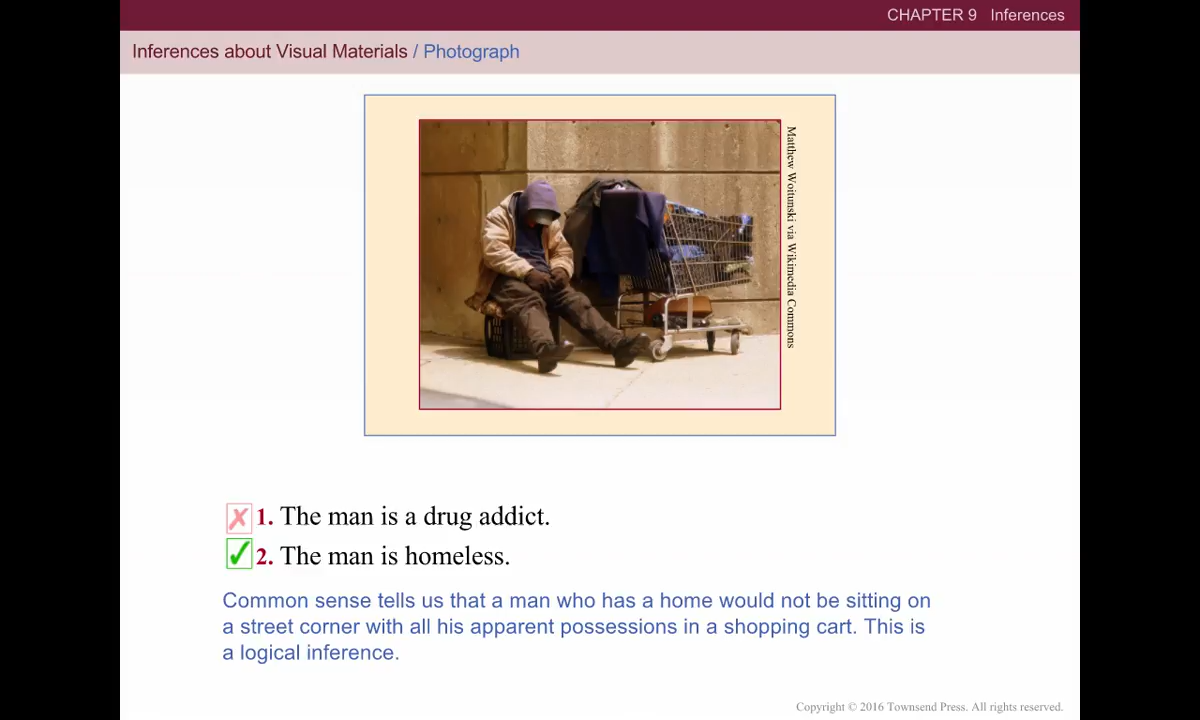 CHAPTER 9 Inferences
Inferences about Visual Materials / Photograph
Matthew Woitunski via Wikimedia Commons
✗ 1. The man is a drug addict.
✓ 2. The man is homeless.
Common sense tells us that a man who has a home would not be sitting on
a street corner with all his apparent possessions in a shopping cart. This is
a logical inference.
Copyright © 2016 Townsend Press. All rights reserved.